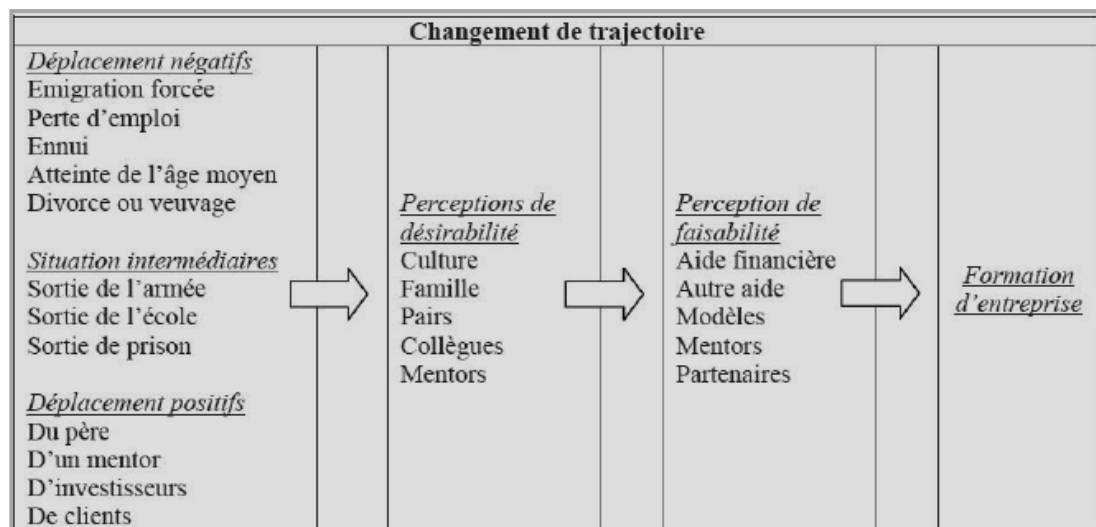 Changement de trajectoire
Déplacement négatifs
Emigration forcée
Perte d'emploi
Ennui
Atteinte de l'âge moyen
Divorce ou veuvage
Situation intermédiaires
Sortie de l'armée
Sortie de l'école
Sortie de prison
Déplacement positifs
Du père
D'un mentor
D'investisseurs
De clients
Perceptions de
désirabilité
Culture
Famille
Pairs
Collègues
Mentors
Perception de
faisabilité
Aide financière
Autre aide
Modèles
Mentors
Partenaires
Formation
d'entreprise